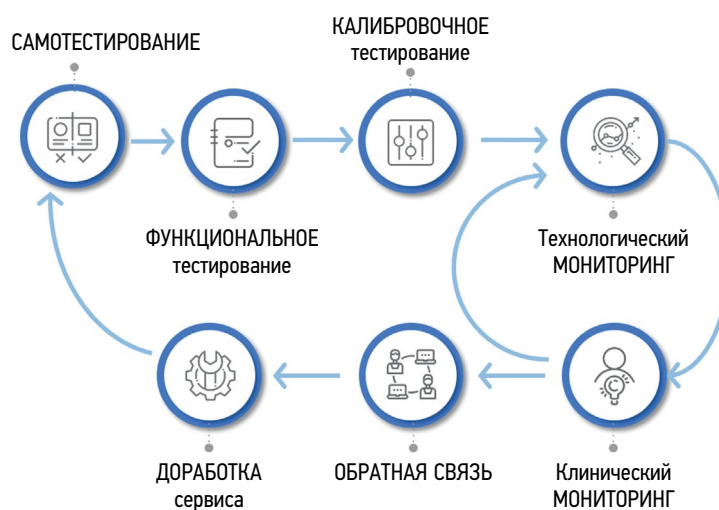 САМОТЕСТИРОВАНИЕ
КАЛИБРОВОЧНОЕ
тестирование
ФУНКЦИОНАЛЬНОЕ
тестирование
Технологический
МОНИТОРИНГ
ДОРАБОТКА
сервиса
ОБРАТНАЯ СВЯЗЬ
Клинический
МОНИТОРИНГ